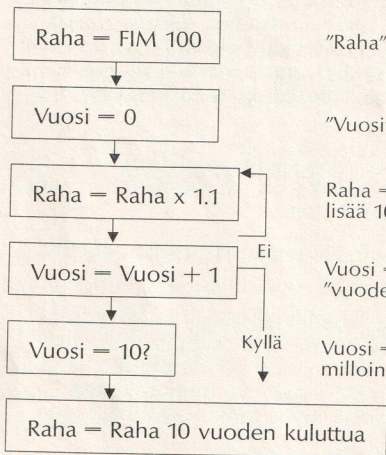 Raha = FIM 100
"Raha"
Vuosi = 0
"Vuosi
Raha = Raha x 1.1
Raha =
lisää 10
Ei
Vuosi = Vuosi + 1
Vuosi =
"vuode
Vuosi = 10?
Kyllä
Vuosi =
milloin
Raha = Raha 10 vuoden kuluttua